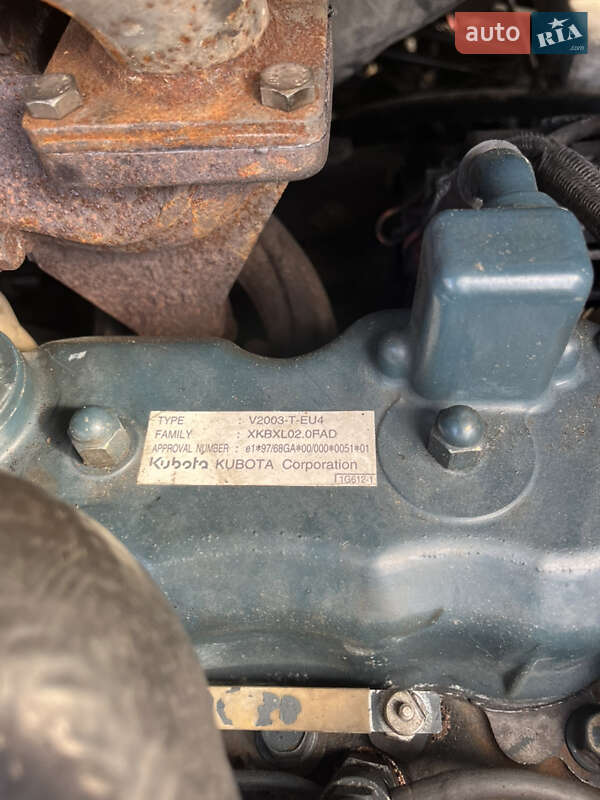 auto RIA .com
TYPE : V2003-T-EU4
FAMILY : XKBXL02.0FAD
APPROVAL NUMBER : e1*97/68GA*00/000*0051*01
Kubota KUBOTA Corporation
1G612-1